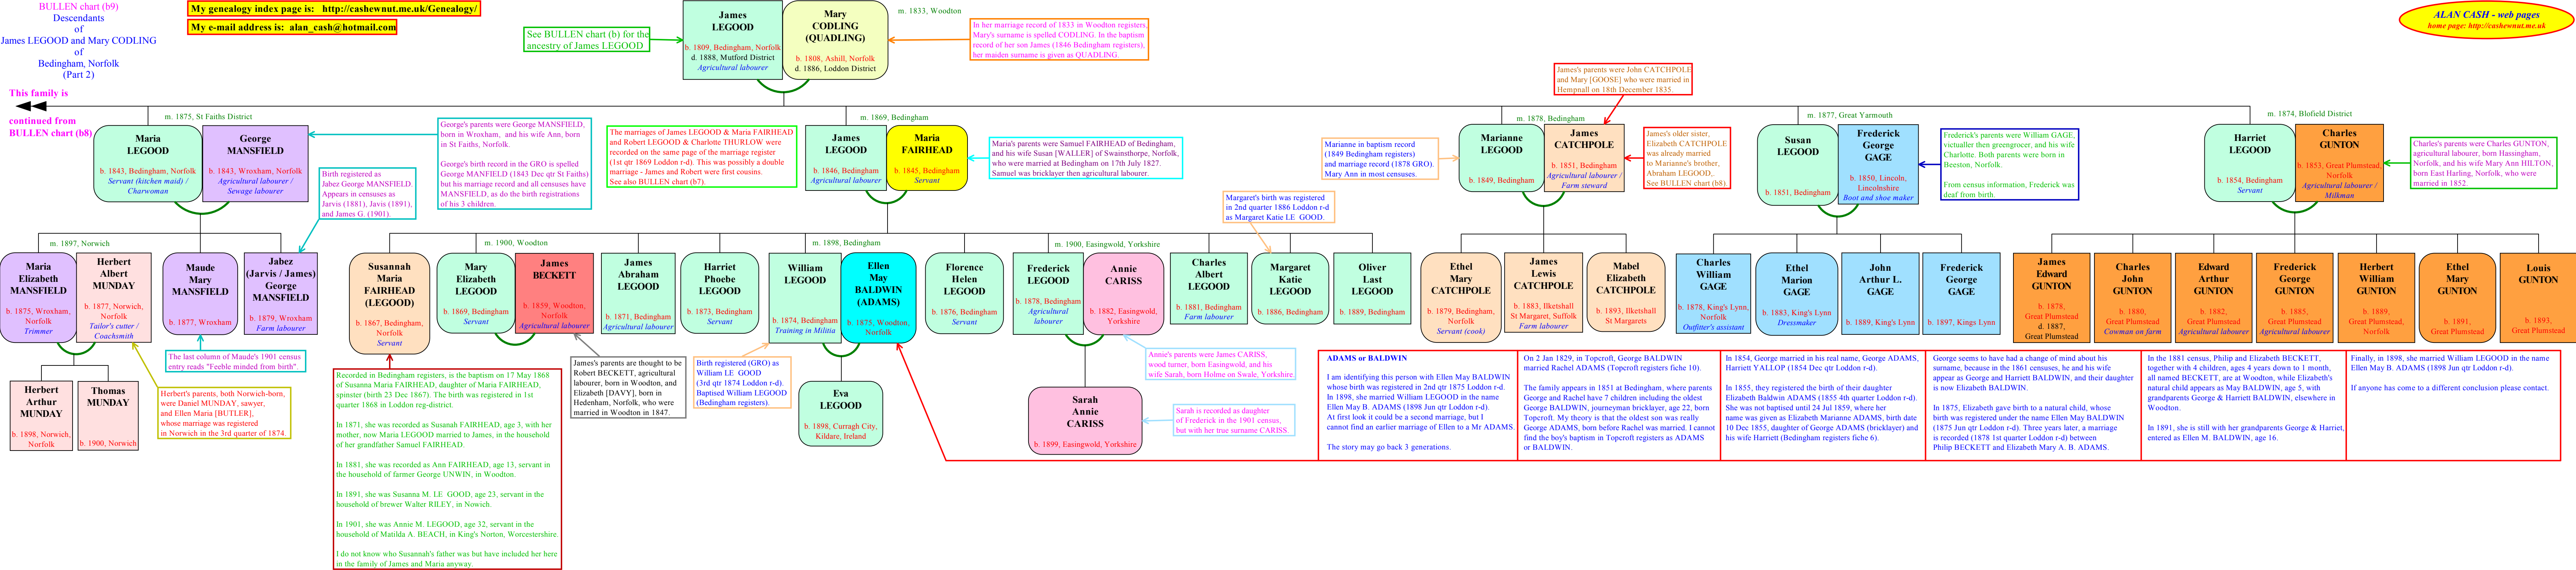 BULLEN chart (b9)
Descendants
of
James LEGOOD and Mary CODLING
of
Bedingham, Norfolk
(Part 2)
My genealogy index page is: http://cashewnut.me.uk/Genealogy/
My e-mail address is: alan_cash@hotmail.com
See BULLEN chart (b) for the
ancestry of James LEGOOD.
James
LEGOOD
b. 1809, Bedingham, Norfolk
d. 1888, Mutford District
Agricultural labourer
Mary
CODLING
(QUADLING)
b. 1808, Ashill, Norfolk
d. 1886, Loddon District
m. 1833, Woodton
In her marriage record of 1833 in Woodton registers,
Mary's surname is spelled CODLING. In the baptism
record of her son James (1846 Bedingham registers),
her maiden surname is given as QUADLING.
ALAN CASH - web pages
home page: http://cashewnut.me.uk
This family is
continued from
BULLEN chart (b8)
m. 1875, St Faiths District
Maria
LEGOOD
b. 1843, Bedingham, Norfolk
Servant (kitchen maid) /
Charwoman
George
MANSFIELD
b. 1843, Wroxham, Norfolk
Agricultural labourer /
Sewage labourer
Birth registered as
Jabez George MANSFIELD.
Appears in censuses as
Jarvis (1881), Javis (1891),
and James G. (1901).
George's parents were George MANSFIELD,
born in Wroxham, and his wife Ann, born
in St Faiths, Norfolk.
George's birth record in the GRO is spelled
George MANFIELD (1843 Dec qtr St Faiths)
but his marriage record and all censuses have
MANSFIELD, as do the birth registrations
of his 3 children.
The marriages of James LEGOOD & Maria FAIRHEAD
and Robert LEGOOD & Charlotte THURLOW were
recorded on the same page of the marriage register
(1st qtr 1869 Loddon r-d). This was possibly a double
marriage - James and Robert were first cousins.
See also BULLEN chart (b7).
m. 1869, Bedingham
James
LEGOOD
b. 1846, Bedingham
Agricultural labourer
Maria
FAIRHEAD
b. 1845, Bedingham
Servant
Maria's parents were Samuel FAIRHEAD of Bedingham,
and his wife Susan [WALLER] of Swainsthorpe, Norfolk,
who were married at Bedingham on 17th July 1827.
Samuel was bricklayer then agricultural labourer.
Marianne in baptism record
(1849 Bedingham registers)
and marriage record (1878 GRO).
Mary Ann in most censuses.
m. 1878, Bedingham
Marianne
LEGOOD
b. 1849, Bedingham
James
CATCHPOLE
b. 1851, Bedingham
Agricultural labourer /
Farm steward
James's parents were John CATCHPOLE
and Mary [GOOSE] who were married in
Hempnall on 18th December 1835.
James's older sister,
Elizabeth CATCHPOLE
was already married
to Marianne's brother,
Abraham LEGOOD,.
See BULLEN chart (b8).
m. 1877, Great Yarmouth
Susan
LEGOOD
b. 1851, Bedingham
Frederick
George
GAGE
b. 1850, Lincoln,
Lincolnshire
Boot and shoe maker
Frederick's parents were William GAGE,
victualler then greengrocer, and his wife
Charlotte. Both parents were born in
Beeston, Norfolk.
From census information, Frederick was
deaf from birth.
m. 1874, Blofield District
Harriet
LEGOOD
b. 1854, Bedingham
Servant
Charles
GUNTON
b. 1853, Great Plumstead,
Norfolk
Agricultural labourer /
Milkman
Charles's parents were Charles GUNTON,
agricultural labourer, born Hassingham,
Norfolk, and his wife Mary Ann HILTON,
born East Harling, Norfolk, who were
married in 1852.
m. 1897, Norwich
Maria
Elizabeth
MANSFIELD
b. 1875, Wroxham,
Norfolk
Trimmer
Herbert
Albert
MUNDAY
b. 1877, Norwich,
Norfolk
Tailor's cutter /
Coachsmith
Maude
Mary
MANSFIELD
b. 1877, Wroxham
Jabez
(Jarvis / James)
George
MANSFIELD
b. 1879, Wroxham
Farm labourer
Susannah
Maria
FAIRHEAD
(LEGOOD)
b. 1867, Bedingham,
Norfolk
Servant
m. 1900, Woodton
Mary
Elizabeth
LEGOOD
b. 1869, Bedingham
Servant
James
BECKETT
b. 1859, Woodton,
Norfolk
Agricultural labourer
James
Abraham
LEGOOD
b. 1871, Bedingham
Agricultural labourer
Harriet
Phoebe
LEGOOD
b. 1873, Bedingham
Servant
m. 1898, Bedingham
William
LEGOOD
b. 1874, Bedingham
Training in Militia
Ellen
May
BALDWIN
(ADAMS)
b. 1875, Woodton,
Norfolk
Florence
Helen
LEGOOD
b. 1876, Bedingham
Servant
m. 1900, Easingwold, Yorkshire
Frederick
LEGOOD
b. 1878, Bedingham
Agricultural
labourer
Annie
CARISS
b. 1882, Easingwold,
Yorkshire
Charles
Albert
LEGOOD
b. 1881, Bedingham
Farm labourer
Margaret's birth was registered
in 2nd quarter 1886 Loddon r-d
as Margaret Katie LE GOOD.
Margaret
Katie
LEGOOD
b. 1886, Bedingham
Oliver
Last
LEGOOD
b. 1889, Bedingham
Ethel
Mary
CATCHPOLE
b. 1879, Bedingham,
Norfolk
Servant (cook)
James
Lewis
CATCHPOLE
b. 1883, Ilketshall
St Margaret, Suffolk
Farm labourer
Mabel
Elizabeth
CATCHPOLE
b. 1893, Ilketshall
St Margarets
Charles
William
GAGE
b. 1878, King's Lynn,
Norfolk
Outfitter's assistant
Ethel
Marion
GAGE
b. 1883, King's Lynn
Dressmaker
John
Arthur L.
GAGE
b. 1889, King's Lynn
Frederick
George
GAGE
b. 1897, Kings Lynn
James
Edward
GUNTON
b. 1878,
Great Plumstead
d. 1887,
Great Plumstead
Charles
John
GUNTON
b. 1880,
Great Plumstead
Cowman on farm
Edward
Arthur
GUNTON
b. 1882,
Great Plumstead
Agricultural labourer
Frederick
George
GUNTON
b. 1885,
Great Plumstead
Agricultural labourer
Herbert
William
GUNTON
b. 1889,
Great Plumstead,
Norfolk
Ethel
Mary
GUNTON
b. 1891,
Great Plumstead
Louis
GUNTON
b. 1893,
Great Plumstead
The last column of Maude's 1901 census
entry reads "Feeble minded from birth".
Herbert
Arthur
MUNDAY
b. 1898, Norwich,
Norfolk
Thomas
MUNDAY
b. 1900, Norwich
Herbert's parents, both Norwich-born,
were Daniel MUNDAY, sawyer,
and Ellen Maria [BUTLER],
whose marriage was registered
in Norwich in the 3rd quarter of 1874.
Recorded in Bedingham registers, is the baptism on 17 May 1868
of Susanna Maria FAIRHEAD, daughter of Maria FAIRHEAD,
spinster (birth 23 Dec 1867). The birth was registered in 1st
quarter 1868 in Loddon reg-district.
In 1871, she was recorded as Susanah FAIRHEAD, age 3, with her
mother, now Maria LEGOOD married to James, in the household
of her grandfather Samuel FAIRHEAD.
In 1881, she was recorded as Ann FAIRHEAD, age 13, servant in
the household of farmer George UNWIN, in Woodton.
In 1891, she was Susanna M. LE GOOD, age 23, servant in the
household of brewer Walter RILEY, in Nowich.
In 1901, she was Annie M. LEGOOD, age 32, servant in the
household of Matilda A. BEACH, in King's Norton, Worcestershire.
I do not know who Susannah's father was but have included her here
in the family of James and Maria anyway.
James's parents are thought to be
Robert BECKETT, agricultural
labourer, born in Woodton, and
Elizabeth [DAVY], born in
Hedenham, Norfolk, who were
married in Woodton in 1847.
Birth registered (GRO) as
William LE GOOD
(3rd qtr 1874 Loddon r-d).
Baptised William LEGOOD
(Bedingham registers).
Eva
LEGOOD
b. 1898, Curragh City,
Kildare, Ireland
Annie's parents were James CARISS,
wood turner, born Easingwold, and
his wife Sarah, born Holme on Swale, Yorkshire.
Sarah
Annie
CARISS
b. 1899, Easingwold, Yorkshire
Sarah is recorded as daughter
of Frederick in the 1901 census,
but with her true surname CARISS.
ADAMS or BALDWIN
I am identifying this person with Ellen May BALDWIN
whose birth was registered in 2nd qtr 1875 Loddon r-d.
In 1898, she married William LEGOOD in the name
Ellen May B. ADAMS (1898 Jun qtr Loddon r-d).
At first look it could be a second marriage, but I
cannot find an earlier marriage of Ellen to a Mr ADAMS.
The story may go back 3 generations.
On 2 Jan 1829, in Topcroft, George BALDWIN
married Rachel ADAMS (Topcroft registers fiche 10).
The family appears in 1851 at Bedingham, where parents
George and Rachel have 7 children including the oldest
George BALDWIN, journeyman bricklayer, age 22, born
Topcroft. My theory is that the oldest son was really
George ADAMS, born before Rachel was married. I cannot
find the boy's baptism in Topcroft registers as ADAMS
or BALDWIN.
In 1854, George married in his real name, George ADAMS,
Harriett YALLOP (1854 Dec qtr Loddon r-d).
In 1855, they registered the birth of their daughter
Elizabeth Baldwin ADAMS (1855 4th quarter Loddon r-d).
She was not baptised until 24 Jul 1859, where her
name was given as Elizabeth Marianne ADAMS, birth date
10 Dec 1855, daughter of George ADAMS (bricklayer) and
his wife Harriett (Bedingham registers fiche 6).
George seems to have had a change of mind about his
surname, because in the 1861 censuses, he and his wife
appear as George and Harriett BALDWIN, and their daughter
is now Elizabeth BALDWIN.
In 1875, Elizabeth gave birth to a natural child, whose
birth was registered under the name Ellen May BALDWIN
(1875 Jun qtr Loddon r-d). Three years later, a marriage
is recorded (1878 1st quarter Loddon r-d) between
Philip BECKETT and Elizabeth Mary A. B. ADAMS.
In the 1881 census, Philip and Elizabeth BECKETT,
together with 4 children, ages 4 years down to 1 month,
all named BECKETT, are at Woodton, while Elizabeth's
natural child appears as May BALDWIN, age 5, with
grandparents George & Harriett BALDWIN, elsewhere in
Woodton.
In 1891, she is still with her grandparents George & Harriet,
entered as Ellen M. BALDWIN, age 16.
Finally, in 1898, she married William LEGOOD in the name
Ellen May B. ADAMS (1898 Jun qtr Loddon r-d).
If anyone has come to a different conclusion please contact.